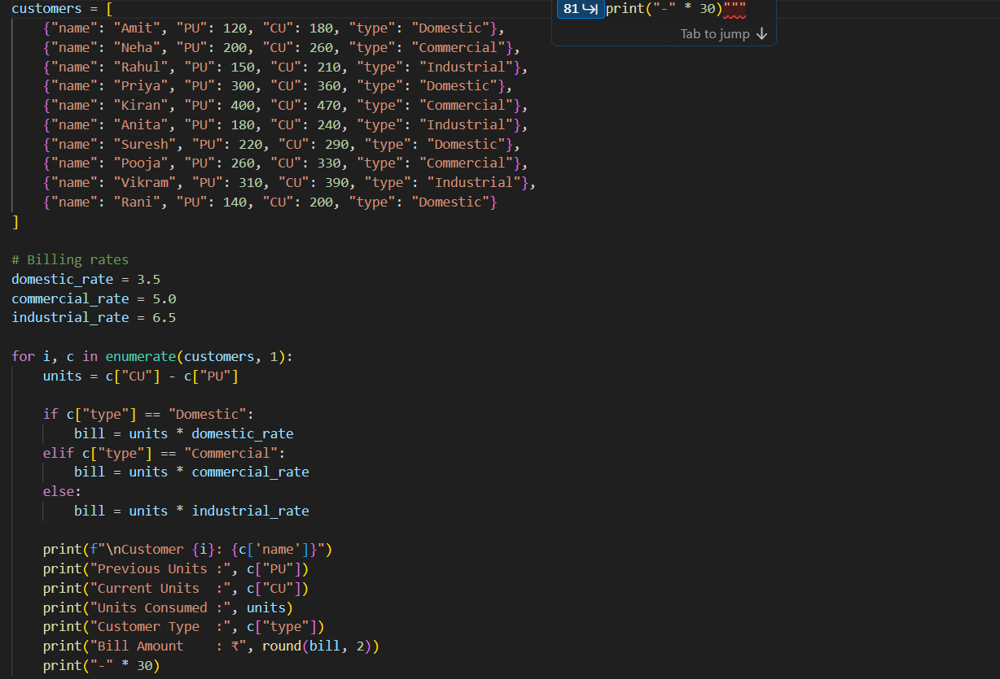 customers = [
    {"name": "Amit", "PU": 120, "CU": 180, "type": "Domestic"},
    {"name": "Neha", "PU": 200, "CU": 260, "type": "Commercial"},
    {"name": "Rahul", "PU": 150, "CU": 210, "type": "Industrial"},
    {"name": "Priya", "PU": 300, "CU": 360, "type": "Domestic"},
    {"name": "Kiran", "PU": 400, "CU": 470, "type": "Commercial"},
    {"name": "Anita", "PU": 180, "CU": 240, "type": "Industrial"},
    {"name": "Suresh", "PU": 220, "CU": 290, "type": "Domestic"},
    {"name": "Pooja", "PU": 260, "CU": 330, "type": "Commercial"},
    {"name": "Vikram", "PU": 310, "CU": 390, "type": "Industrial"},
    {"name": "Rani", "PU": 140, "CU": 200, "type": "Domestic"}
]

# Billing rates
domestic_rate = 3.5
commercial_rate = 5.0
industrial_rate = 6.5

for i, c in enumerate(customers, 1):
    units = c["CU"] - c["PU"]

    if c["type"] == "Domestic":
        bill = units * domestic_rate
    elif c["type"] == "Commercial":
        bill = units * commercial_rate
    else:
        bill = units * industrial_rate

    print(f"\nCustomer {i}: {c['name']}")
    print("Previous Units :", c["PU"])
    print("Current Units  :", c["CU"])
    print("Units Consumed :", units)
    print("Customer Type  :", c["type"])
    print("Bill Amount    : ₹", round(bill, 2))
    print("-" * 30)
81 print("-" * 30)"""
Tab to jump ↓